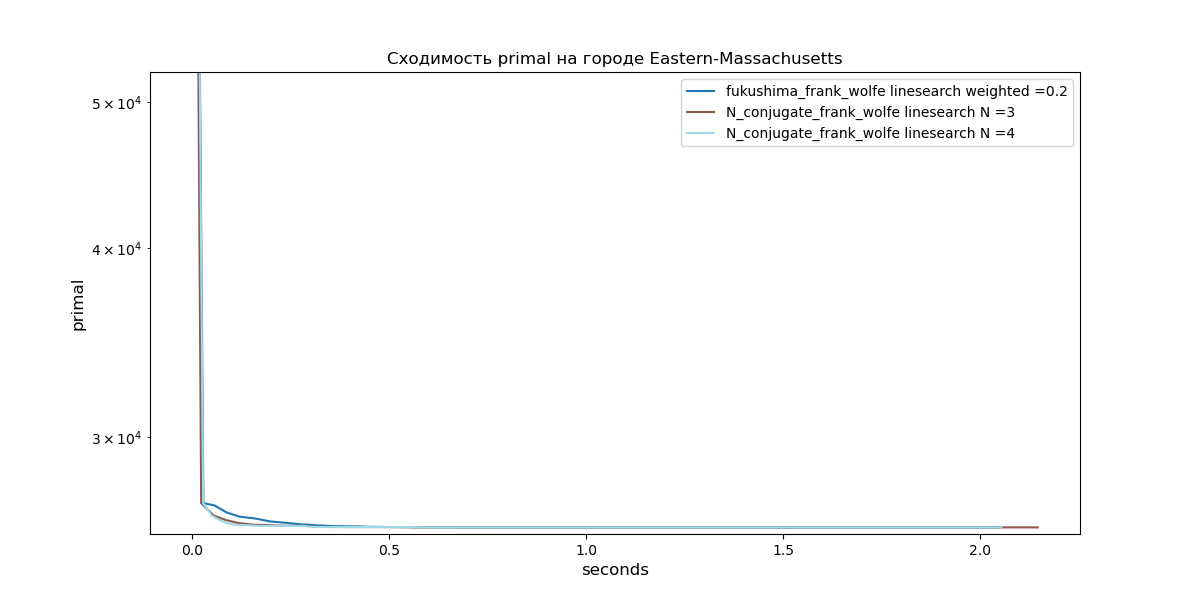 Сходимость primal на городе Eastern-Massachusetts
fukushima_frank_wolfe linesearch weighted =0.2
N_conjugate_frank_wolfe linesearch N =3
N_conjugate_frank_wolfe linesearch N =4
5 × 10⁴
4 × 10⁴
3 × 10⁴
primal
0.0 0.5 1.0 1.5 2.0
seconds